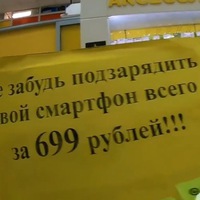 е забудь подзарядить
вой смартфон всего
за 699 рублей!!!